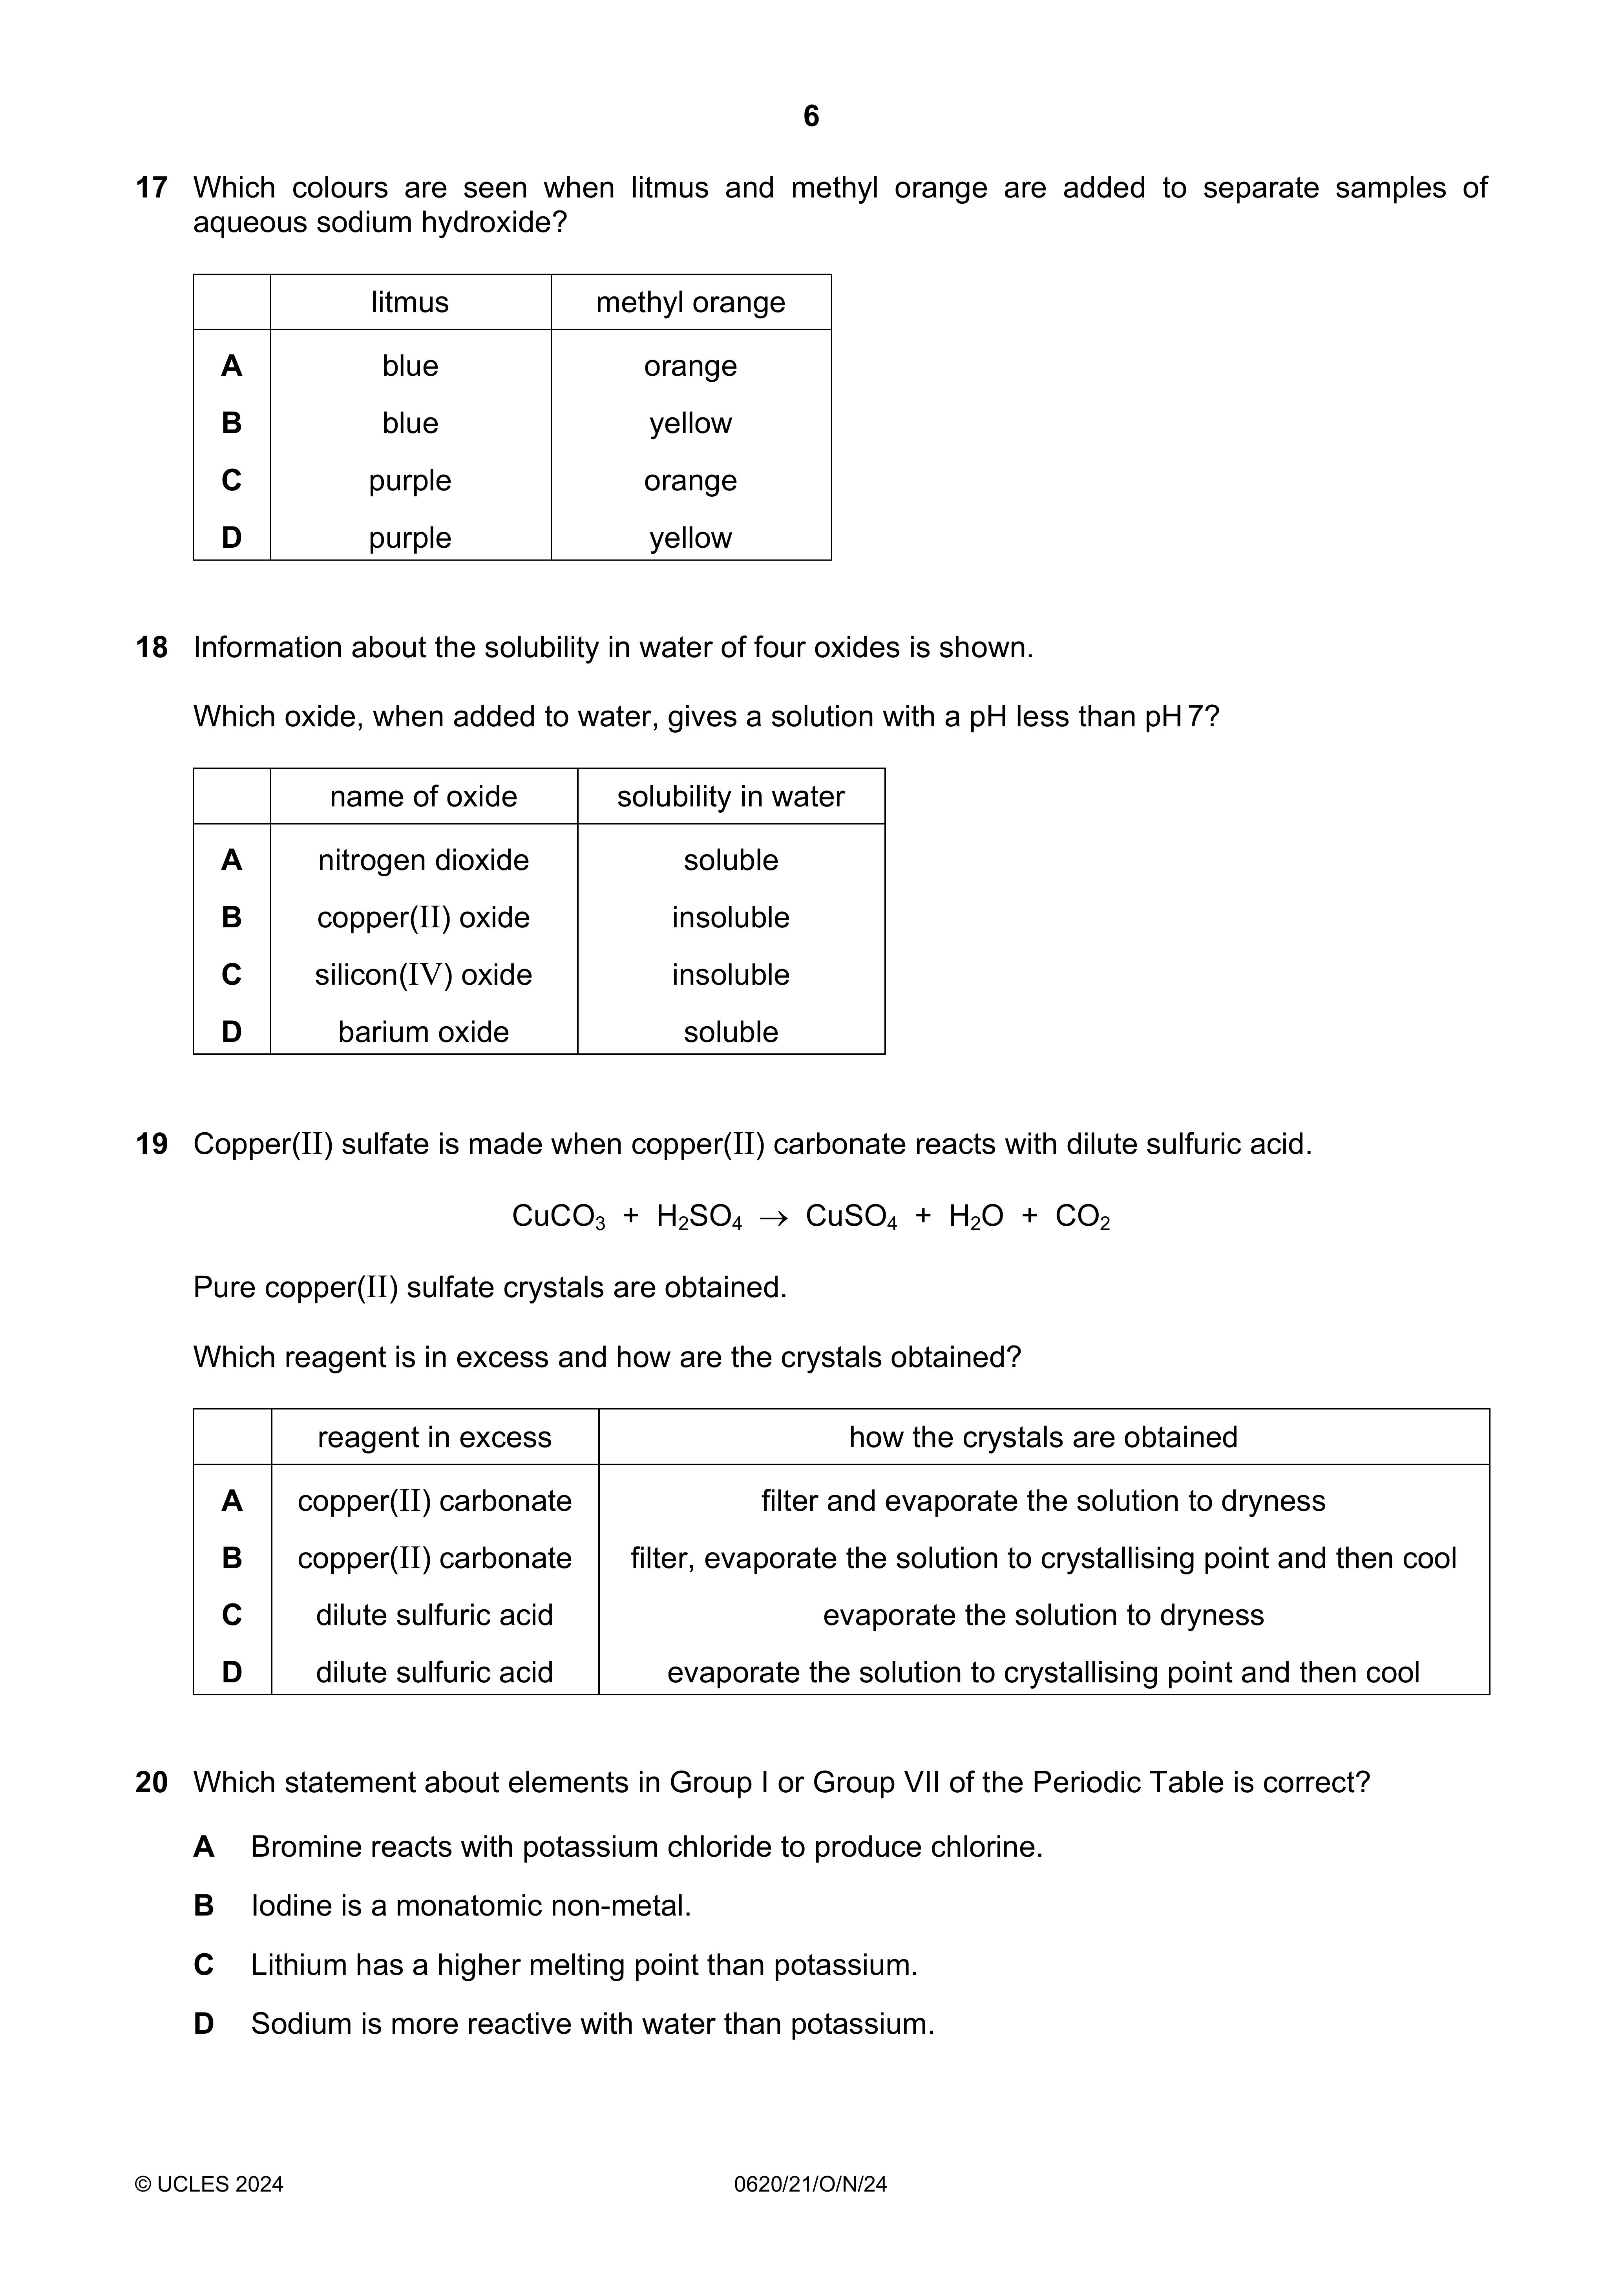 6
17 Which colours are seen when litmus and methyl orange are added to separate samples of
aqueous sodium hydroxide?
litmus methyl orange
A blue orange
B blue yellow
C purple orange
D purple yellow
18 Information about the solubility in water of four oxides is shown.
Which oxide, when added to water, gives a solution with a pH less than pH 7?
name of oxide solubility in water
A nitrogen dioxide soluble
B copper(II) oxide insoluble
C silicon(IV) oxide insoluble
D barium oxide soluble
19 Copper(II) sulfate is made when copper(II) carbonate reacts with dilute sulfuric acid.
CuCO₃ + H₂SO₄ → CuSO₄ + H₂O + CO₂
Pure copper(II) sulfate crystals are obtained.
Which reagent is in excess and how are the crystals obtained?
reagent in excess how the crystals are obtained
A copper(II) carbonate filter and evaporate the solution to dryness
B copper(II) carbonate filter, evaporate the solution to crystallising point and then cool
C dilute sulfuric acid evaporate the solution to dryness
D dilute sulfuric acid evaporate the solution to crystallising point and then cool
20 Which statement about elements in Group I or Group VII of the Periodic Table is correct?
A Bromine reacts with potassium chloride to produce chlorine.
B Iodine is a monatomic non-metal.
C Lithium has a higher melting point than potassium.
D Sodium is more reactive with water than potassium.
© UCLES 2024 0620/21/O/N/24